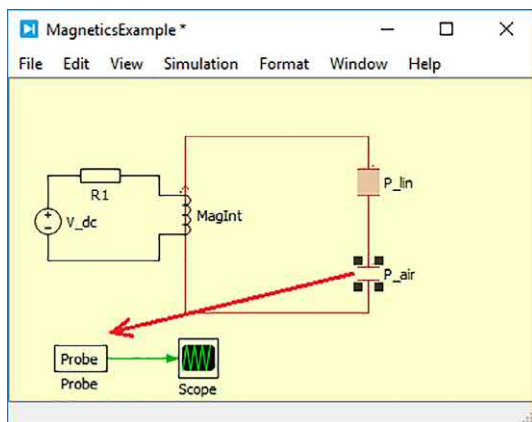 MagneticsExample *
File Edit View Simulation Format Window Help
R1
P_lin
V_dc
MagInt
P_air
Probe
Probe
Scope